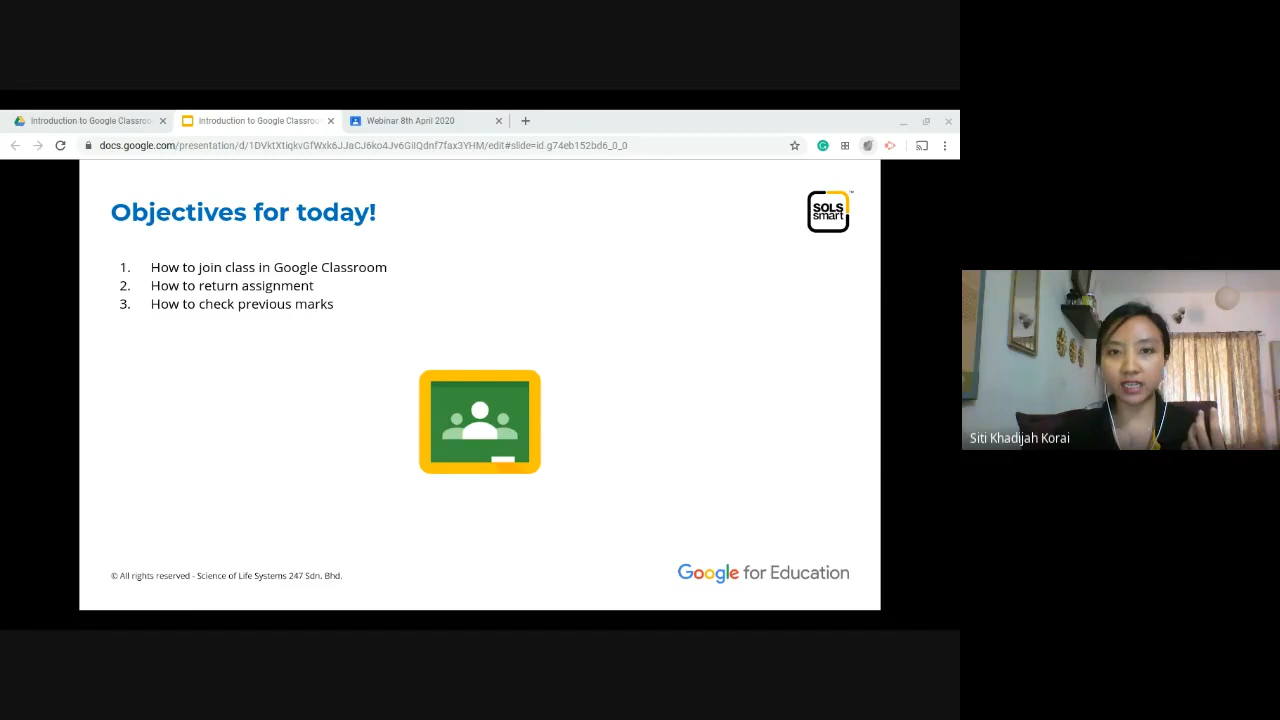 Introduction to Google Classroo
Introduction to Google Classroo
Webinar 8th April 2020
docs.google.com/presentation/d/1DVktXtiqkvGfWxk6JJaCJ6ko4Jv6GiIQdnf7fax3YHM/edit#slide=id.g74eb152bd6_0_0
Objectives for today!
SOLS
smart
™
1. How to join class in Google Classroom
2. How to return assignment
3. How to check previous marks
Siti Khadijah Korai
© All rights reserved - Science of Life Systems 247 Sdn. Bhd.
Google for Education